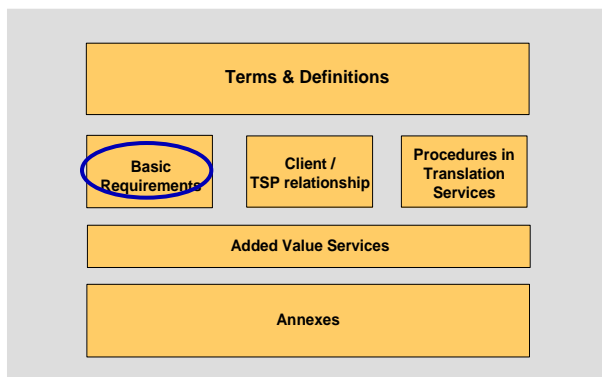 Terms & Definitions
Basic
Requirements
Client /
TSP relationship
Procedures in
Translation
Services
Added Value Services
Annexes